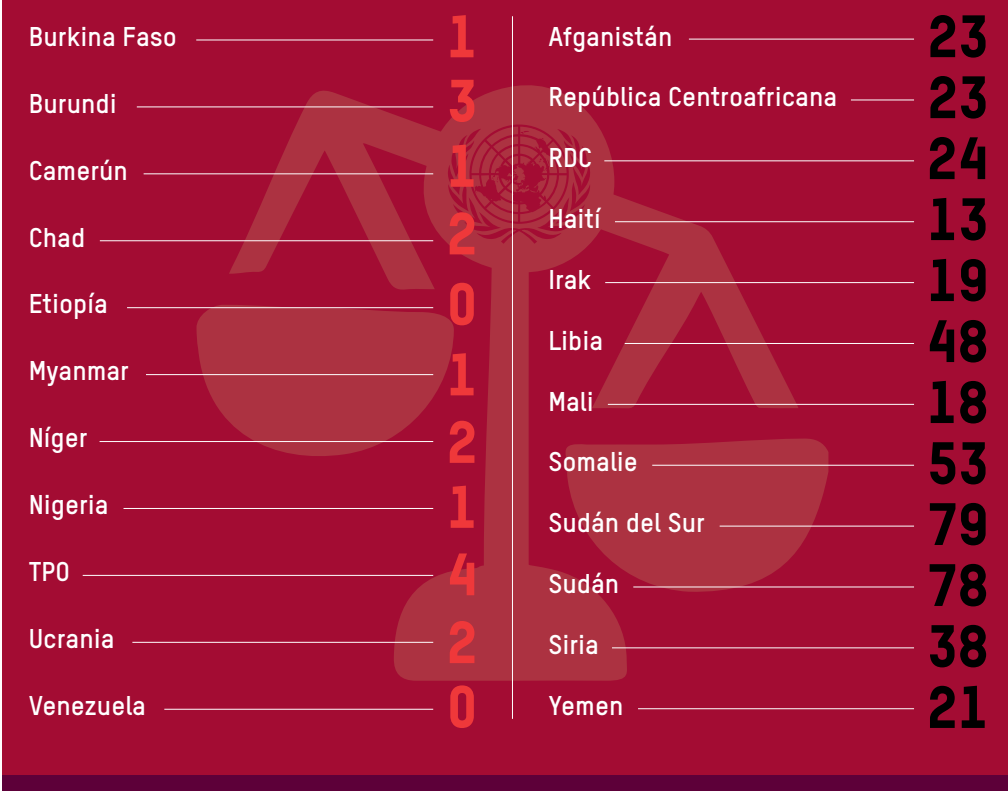 Burkina Faso 1
Burundi 3
Camerún 1
Chad 2
Etiopía 0
Myanmar 1
Níger 2
Nigeria 1
TPO 4
Ucrania 2
Venezuela 0
Afganistán 23
República Centroafricana 23
RDC 24
Haití 13
Irak 19
Libia 48
Mali 18
Somalie 53
Sudán del Sur 79
Sudán 78
Siria 38
Yemen 21